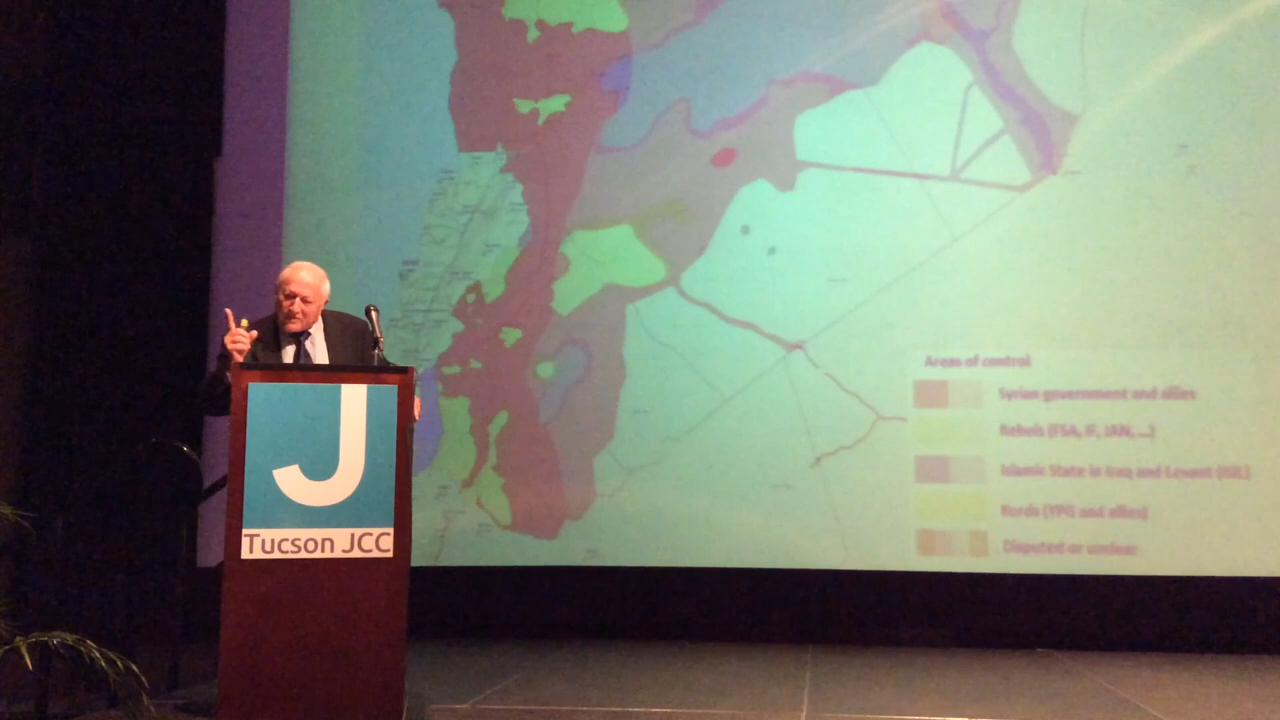 Areas of control
Syrian government and allies
Rebels (FSA, IF, JAN, ...)
Islamic State in Iraq and Levant (ISIL)
Kurds (YPG and allies)
Disputed or unclear
J
Tucson JCC